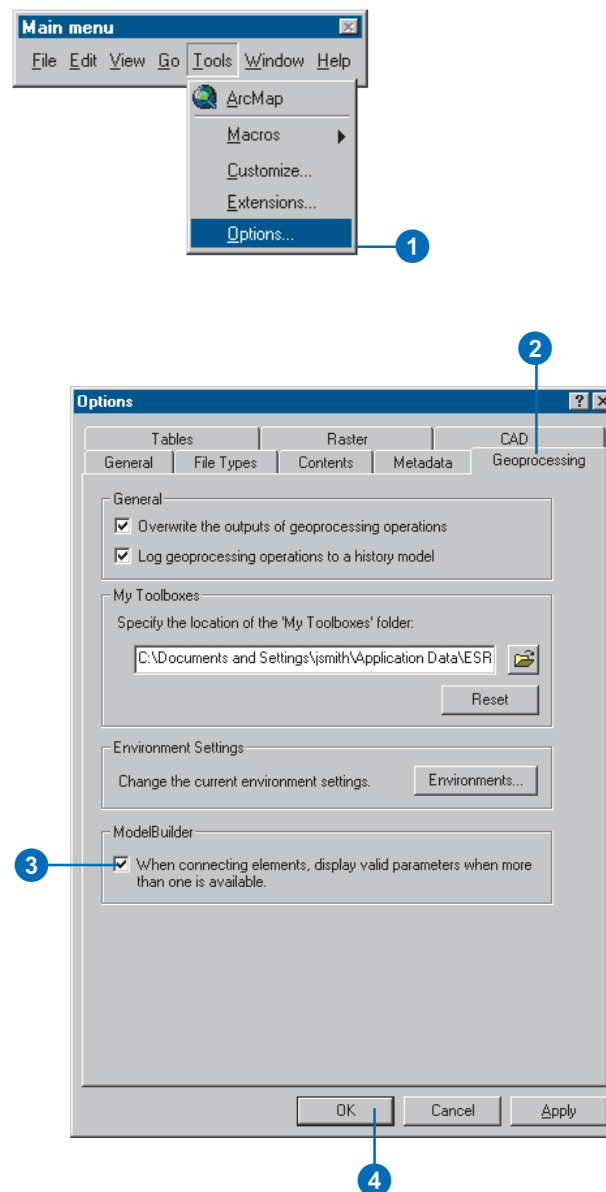 Main menu
File Edit View Go Tools Window Help
ArcMap
Macros
Customize...
Extensions...
Options...
1
2
Options
Tables Raster CAD
General File Types Contents Metadata Geoprocessing
General
Overwrite the outputs of geoprocessing operations
Log geoprocessing operations to a history model
My Toolboxes
Specify the location of the 'My Toolboxes' folder:
C:\Documents and Settings\jsmith\Application Data\ESR
Reset
Environment Settings
Change the current environment settings. Environments...
ModelBuilder
3
When connecting elements, display valid parameters when more
than one is available.
OK Cancel Apply
4